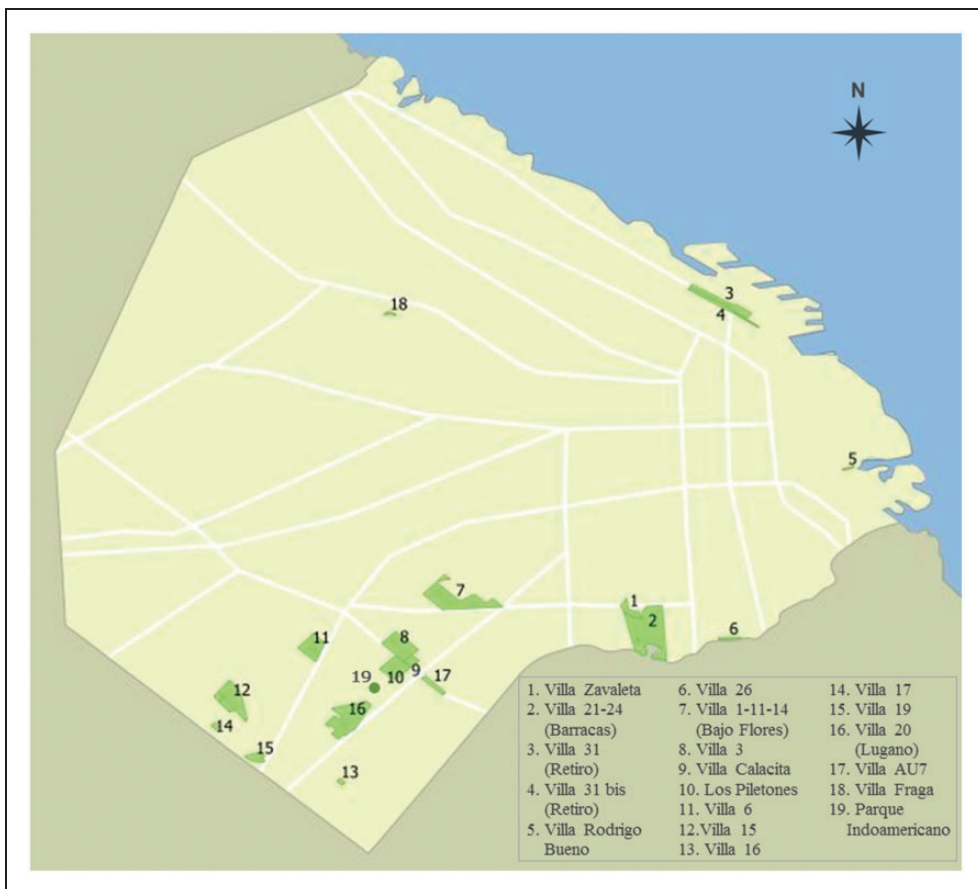 N
18
3
4
5
7
1
2
6
11
8
9
17
10
19
12
16
14
15
13
1. Villa Zavaleta
2. Villa 21-24
(Barracas)
3. Villa 31
(Retiro)
4. Villa 31 bis
(Retiro)
5. Villa Rodrigo
Bueno
6. Villa 26
7. Villa 1-11-14
(Bajo Flores)
8. Villa 3
9. Villa Calacita
10. Los Piletones
11. Villa 6
12.Villa 15
13. Villa 16
14. Villa 17
15. Villa 19
16. Villa 20
(Lugano)
17. Villa AU7
18. Villa Fraga
19. Parque
Indoamericano